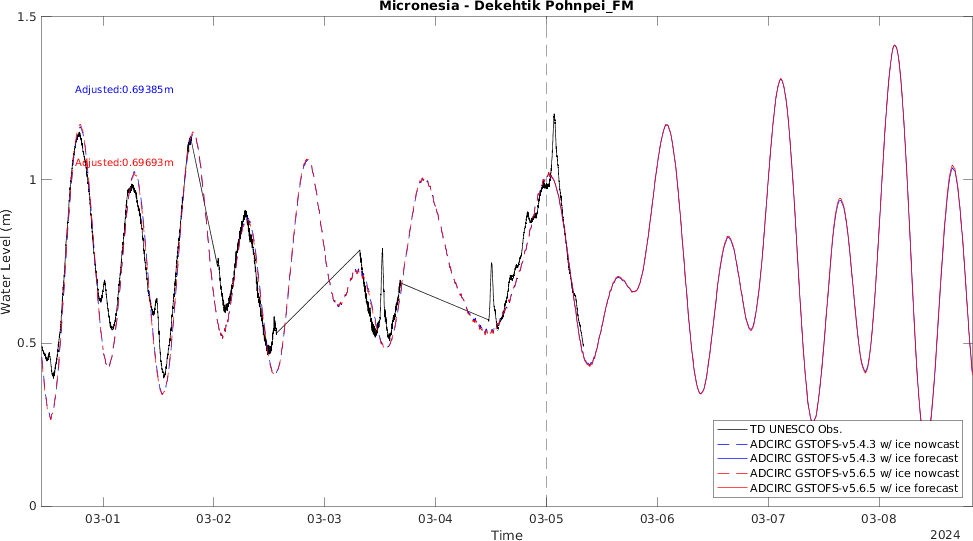 Micronesia - Dekehtik Pohnpei_FM
1.5
1
0.5
0
Water Level (m)
Adjusted:0.69385m
Adjusted:0.69693m
TD UNESCO Obs.
ADCIRC GSTOFS-v5.4.3 w/ ice nowcast
ADCIRC GSTOFS-v5.4.3 w/ ice forecast
ADCIRC GSTOFS-v5.6.5 w/ ice nowcast
ADCIRC GSTOFS-v5.6.5 w/ ice forecast
03-01 03-02 03-03 03-04 03-05 03-06 03-07 03-08
Time
2024